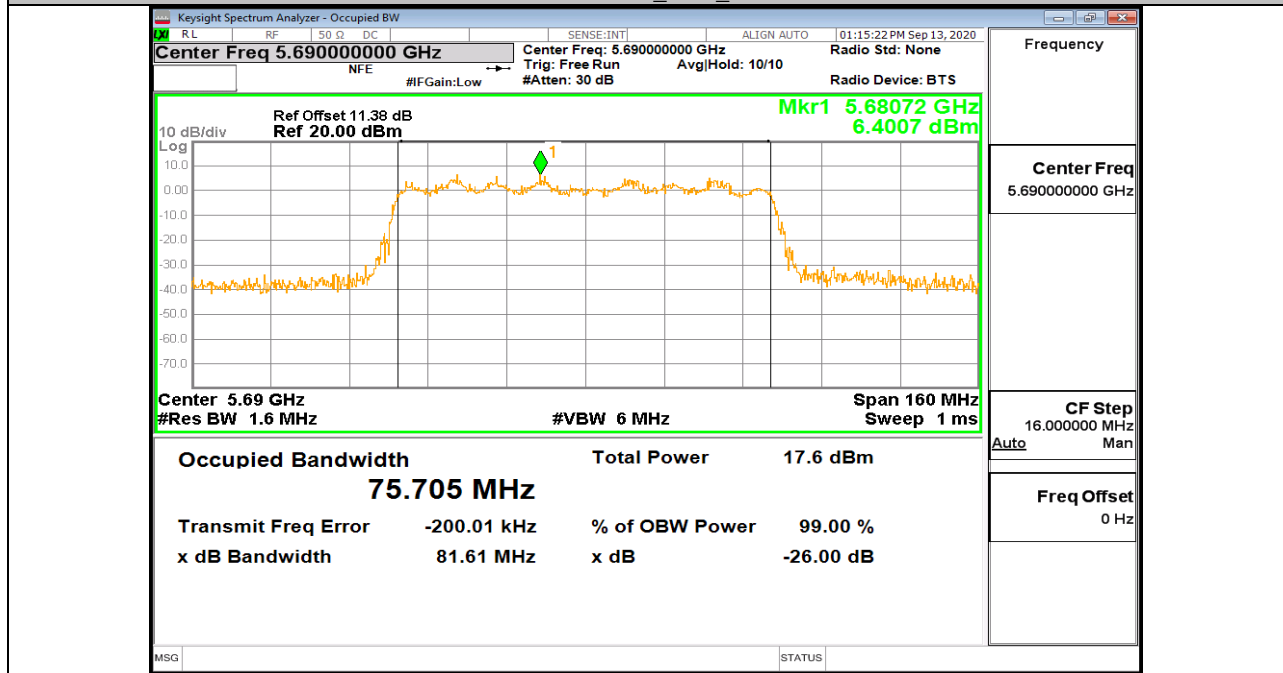 Keysight Spectrum Analyzer - Occupied BW
LXI RL RF 50 Ω DC SENSE:INT ALIGN AUTO 01:15:22 PM Sep 13, 2020
Center Freq 5.690000000 GHz
NFE
#IFGain:Low
Center Freq: 5.690000000 GHz
Trig: Free Run Avg|Hold: 10/10
#Atten: 30 dB
Radio Std: None
Radio Device: BTS
Frequency
Mkr1 5.68072 GHz
6.4007 dBm
Ref Offset 11.38 dB
10 dB/div Ref 20.00 dBm
Log
1
10.0
0.00
-10.0
-20.0
-30.0
-40.0
-50.0
-60.0
-70.0
Center 5.69 GHz Span 160 MHz
#Res BW 1.6 MHz #VBW 6 MHz Sweep 1 ms
Center Freq
5.690000000 GHz
CF Step
16.000000 MHz
Auto Man
Freq Offset
0 Hz
Occupied Bandwidth Total Power 17.6 dBm
75.705 MHz
Transmit Freq Error -200.01 kHz % of OBW Power 99.00 %
x dB Bandwidth 81.61 MHz x dB -26.00 dB
MSG STATUS